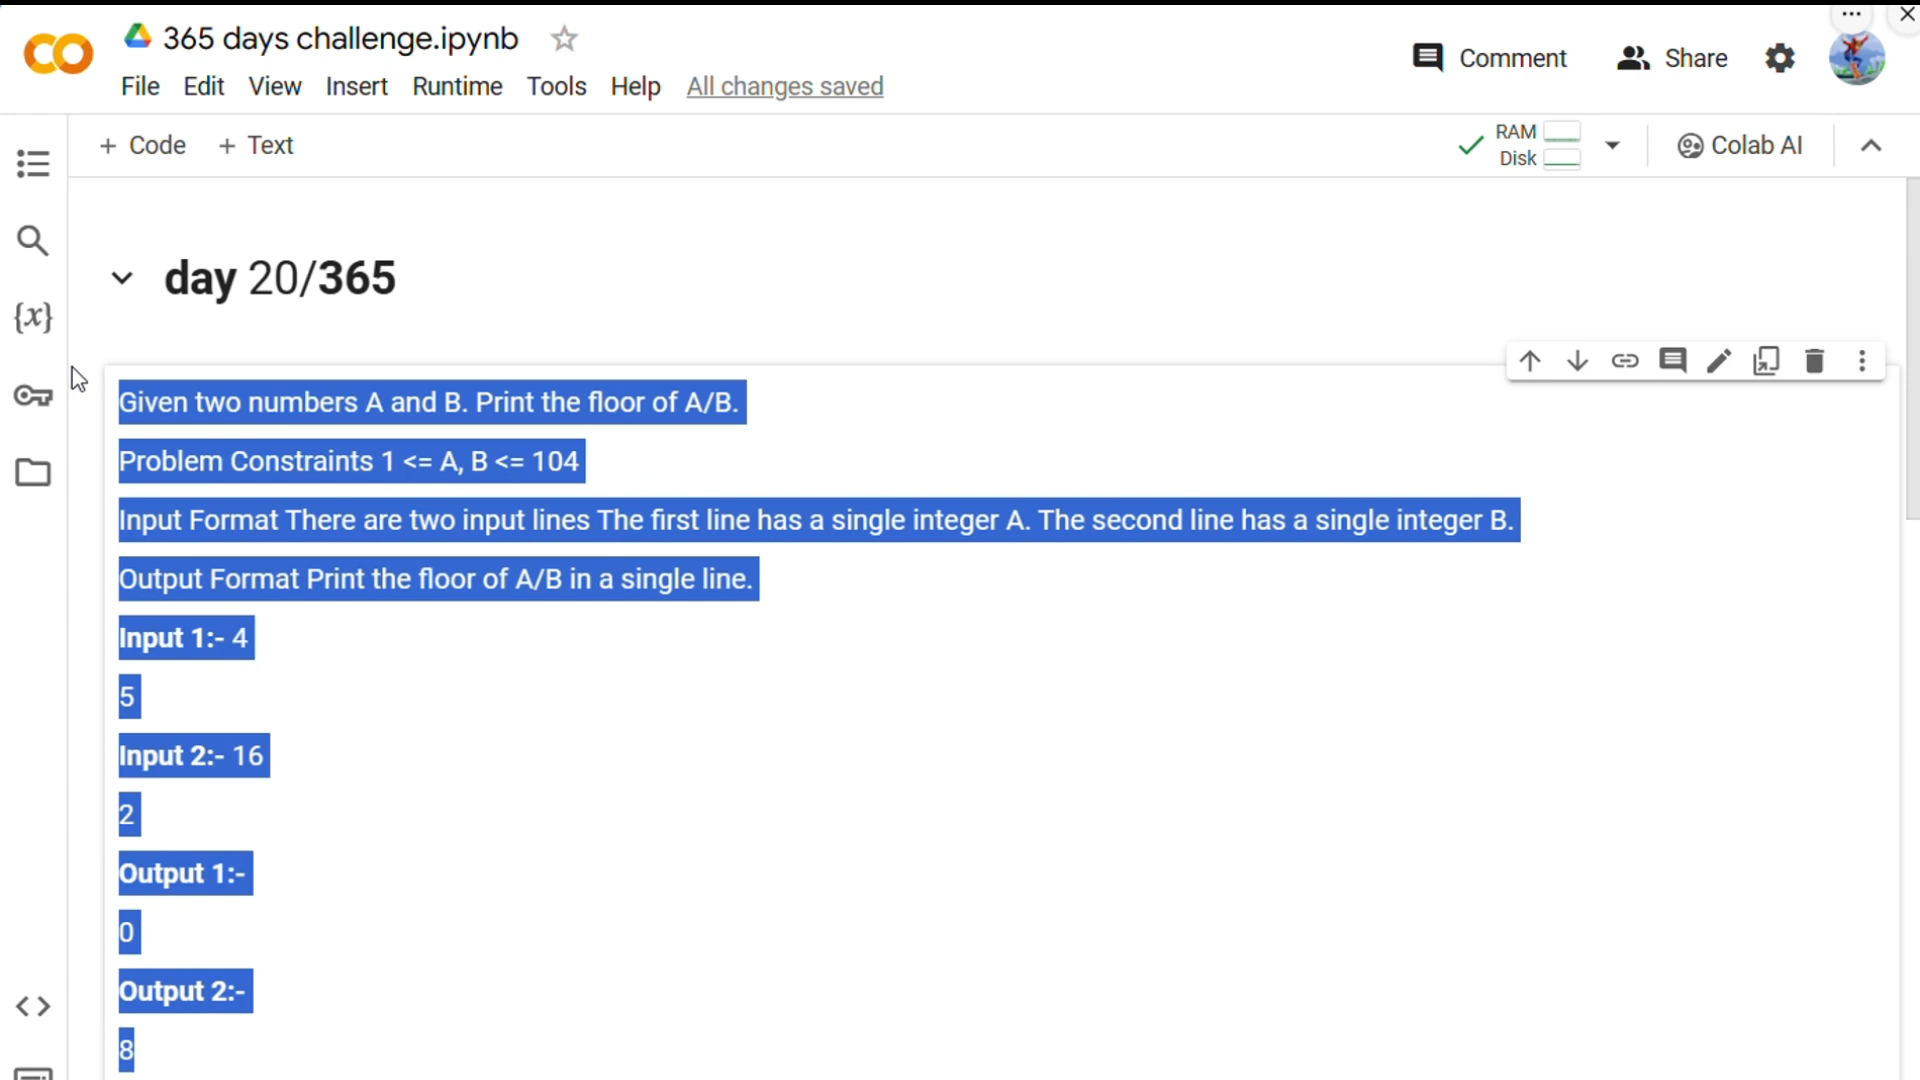 365 days challenge.ipynb
Comment
Share
File Edit View Insert Runtime Tools Help All changes saved
+ Code + Text
RAM
Disk
Colab AI
{x}
day 20/365
Given two numbers A and B. Print the floor of A/B.
Problem Constraints 1 <= A, B <= 104
Input Format There are two input lines The first line has a single integer A. The second line has a single integer B.
Output Format Print the floor of A/B in a single line.
Input 1:- 4
5
Input 2:- 16
2
Output 1:-
0
Output 2:-
8